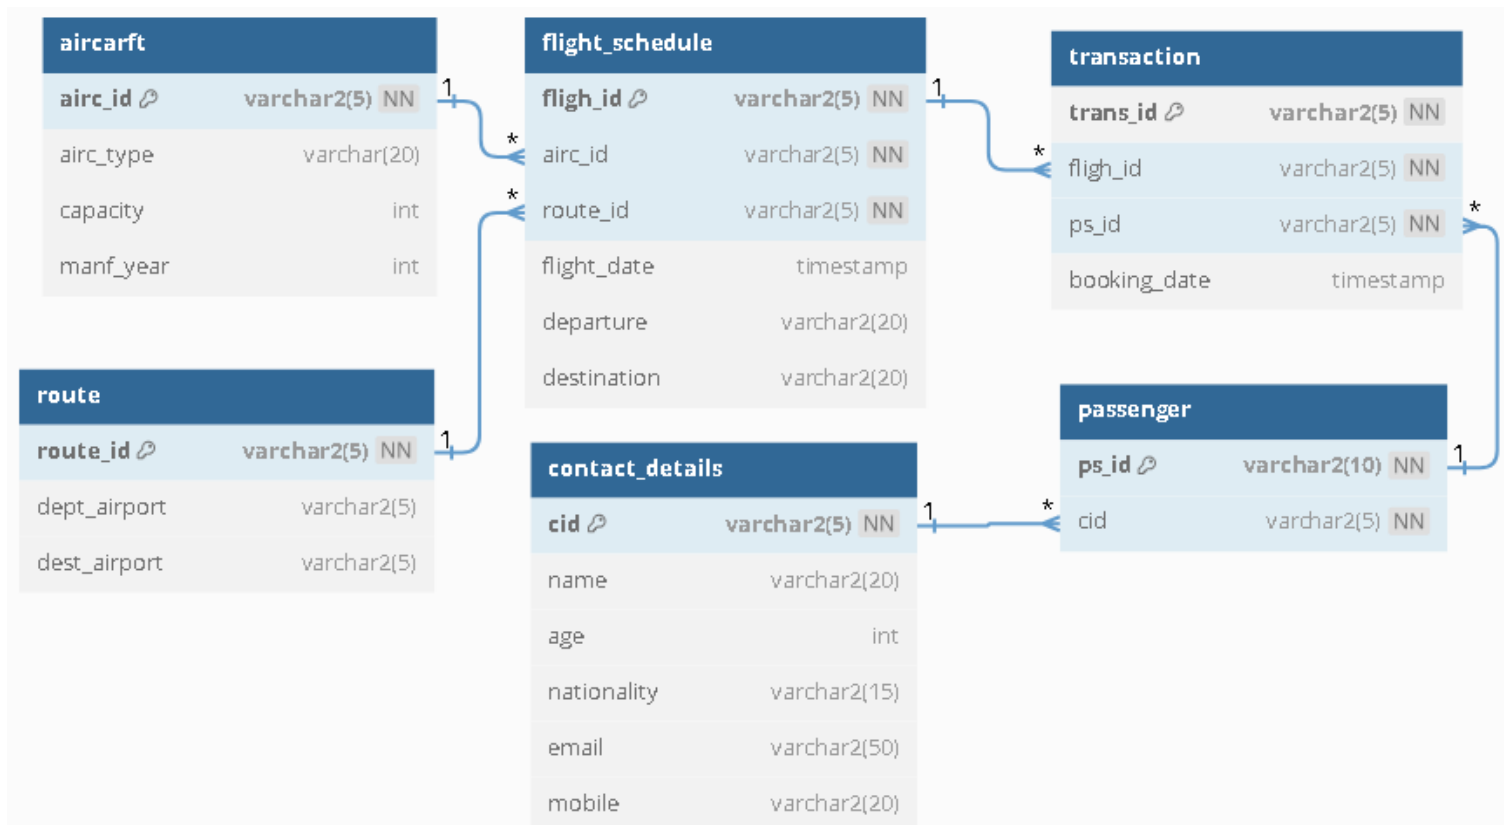 aircarft
airc_id varchar2(5) NN
airc_type varchar(20)
capacity int
manf_year int
1
*
flight_schedule
fligh_id varchar2(5) NN
airc_id varchar2(5) NN
route_id varchar2(5) NN
flight_date timestamp
departure varchar2(20)
destination varchar2(20)
*
1
*
transaction
trans_id varchar2(5) NN
fligh_id varchar2(5) NN
ps_id varchar2(5) NN
booking_date timestamp
*
route
route_id varchar2(5) NN
dept_airport varchar2(5)
dest_airport varchar2(5)
1
contact_details
cid varchar2(5) NN
name varchar2(20)
age int
nationality varchar2(15)
email varchar2(50)
mobile varchar2(20)
1
*
passenger
ps_id varchar2(10) NN
cid varchar2(5) NN
1